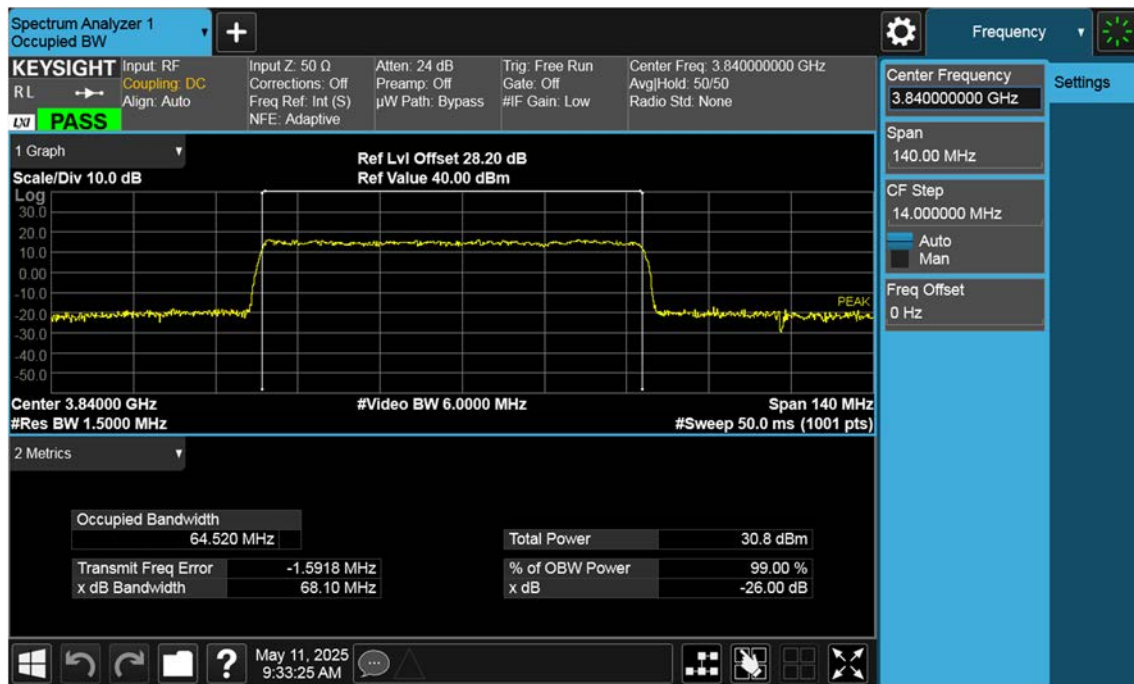 Spectrum Analyzer 1
Occupied BW
+
Frequency
KEYSIGHT
RL
LXI
PASS
Input: RF
Coupling: DC
Align: Auto
Input Z: 50 Ω
Corrections: Off
Freq Ref: Int (S)
NFE: Adaptive
Atten: 24 dB
Preamp: Off
µW Path: Bypass
Trig: Free Run
Gate: Off
#IF Gain: Low
Center Freq: 3.840000000 GHz
Avg|Hold: 50/50
Radio Std: None
Center Frequency
3.840000000 GHz
Settings
Span
140.00 MHz
CF Step
14.000000 MHz
Auto
Man
Freq Offset
0 Hz
1 Graph
Scale/Div 10.0 dB
Ref Lvl Offset 28.20 dB
Ref Value 40.00 dBm
Log
30.0
20.0
10.0
0.00
-10.0
-20.0
-30.0
-40.0
-50.0
PEAK
Center 3.84000 GHz
#Res BW 1.5000 MHz
#Video BW 6.0000 MHz
Span 140 MHz
#Sweep 50.0 ms (1001 pts)
2 Metrics
Occupied Bandwidth
64.520 MHz
Transmit Freq Error -1.5918 MHz
x dB Bandwidth 68.10 MHz
Total Power 30.8 dBm
% of OBW Power 99.00 %
x dB -26.00 dB
?
May 11, 2025
9:33:25 AM